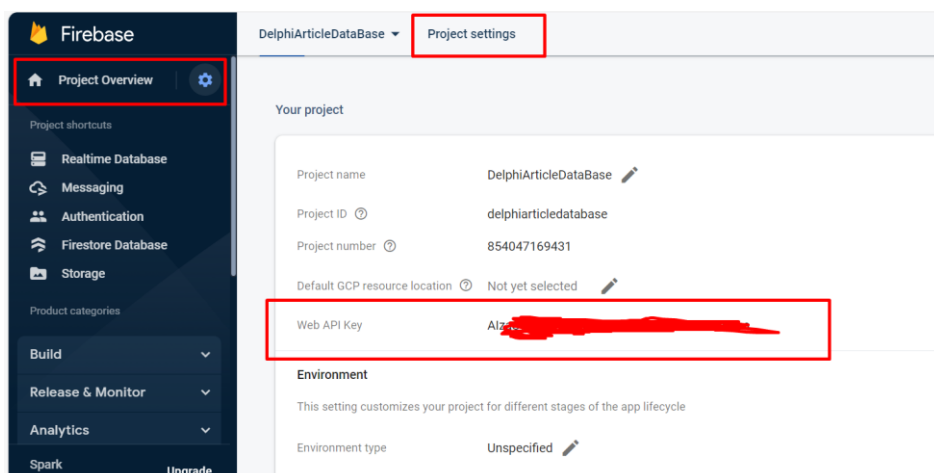 Firebase
DelphiArticleDataBase Project settings
Project Overview
Project shortcuts
Realtime Database
Messaging
Authentication
Firestore Database
Storage
Product categories
Build
Release & Monitor
Analytics
Spark
Upgrade
Your project
Project name DelphiArticleDataBase
Project ID delphiarticledatabase
Project number 854047169431
Default GCP resource location Not yet selected
Web API Key
Environment
This setting customizes your project for different stages of the app lifecycle
Environment type Unspecified